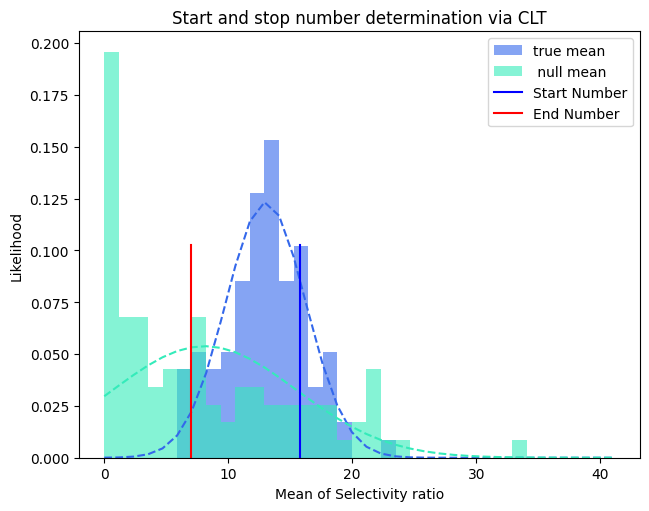 Start and stop number determination via CLT
0.200
0.175
0.150
0.125
0.100
0.075
0.050
0.025
0.000
Likelihood
true mean
null mean
Start Number
End Number
0 10 20 30 40
Mean of Selectivity ratio